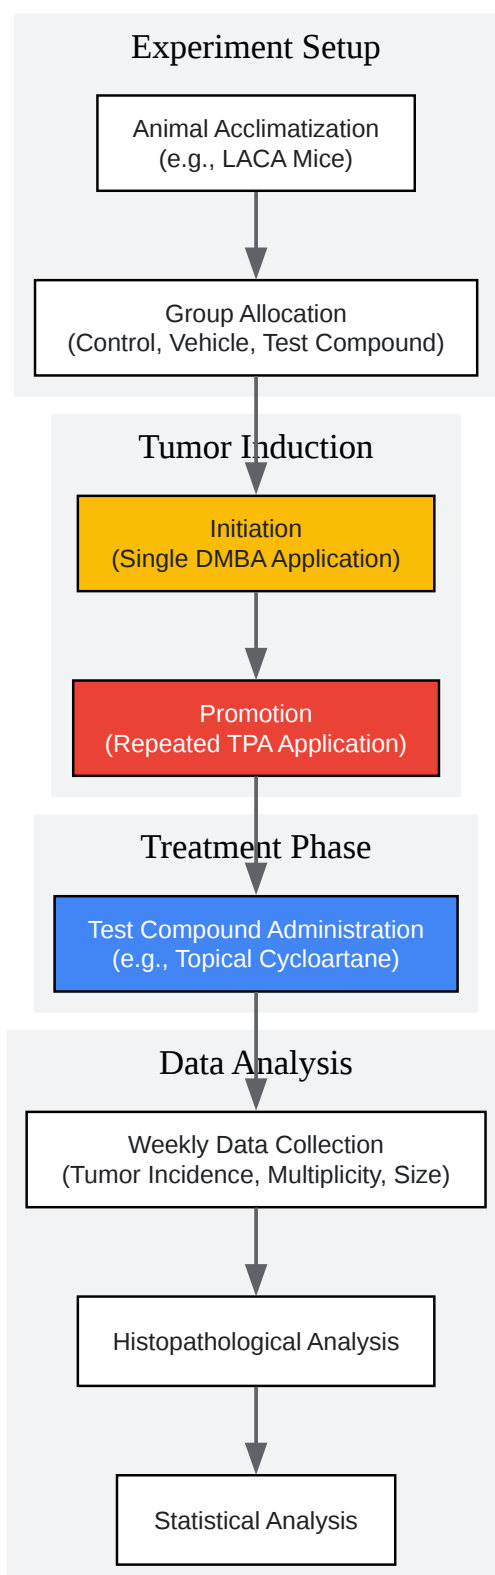 Experiment Setup
Animal Acclimatization
(e.g., LACA Mice)
Group Allocation
(Control, Vehicle, Test Compound)
Tumor Induction
Initiation
(Single DMBA Application)
Promotion
(Repeated TPA Application)
Treatment Phase
Test Compound Administration
(e.g., Topical Cycloartane)
Data Analysis
Weekly Data Collection
(Tumor Incidence, Multiplicity, Size)
Histopathological Analysis
Statistical Analysis